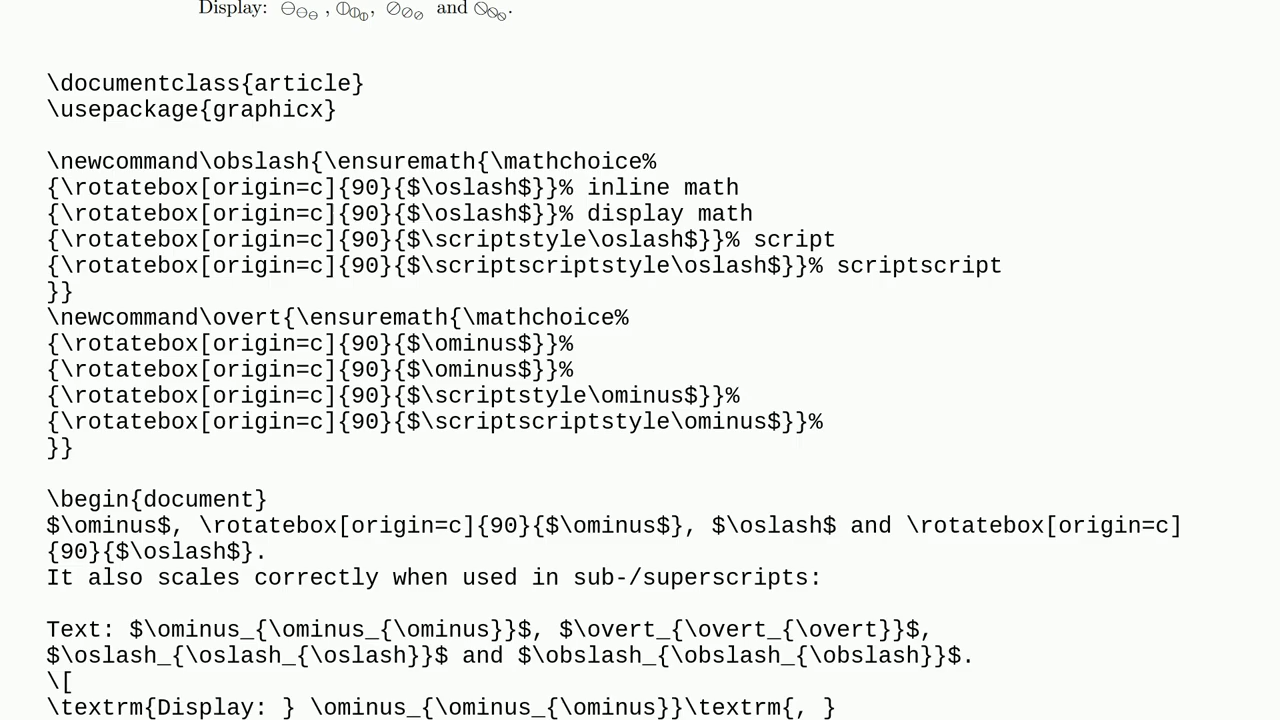 Display: ⊖⊖⊖ , ⦶⦶⦶, ⊘⊘⊘ and ⦸⦸⦸.
\documentclass{article}
\usepackage{graphicx}
\newcommand\obslash{\ensuremath{\mathchoice%
{\rotatebox[origin=c]{90}{$\oslash$}}% inline math
{\rotatebox[origin=c]{90}{$\oslash$}}% display math
{\rotatebox[origin=c]{90}{$\scriptstyle\oslash$}}% script
{\rotatebox[origin=c]{90}{$\scriptscriptstyle\oslash$}}% scriptscript
}}
\newcommand\overt{\ensuremath{\mathchoice%
{\rotatebox[origin=c]{90}{$\ominus$}}%
{\rotatebox[origin=c]{90}{$\ominus$}}%
{\rotatebox[origin=c]{90}{$\scriptstyle\ominus$}}%
{\rotatebox[origin=c]{90}{$\scriptscriptstyle\ominus$}}%
}}
\begin{document}
$\ominus$, \rotatebox[origin=c]{90}{$\ominus$}, $\oslash$ and \rotatebox[origin=c]
{90}{$\oslash$}.
It also scales correctly when used in sub-/superscripts:
Text: $\ominus_{\ominus_{\ominus}}$, $\overt_{\overt_{\overt}}$,
$\oslash_{\oslash_{\oslash}}$ and $\obslash_{\obslash_{\obslash}}$.
\[
\textrm{Display: } \ominus_{\ominus_{\ominus}}\textrm{, }